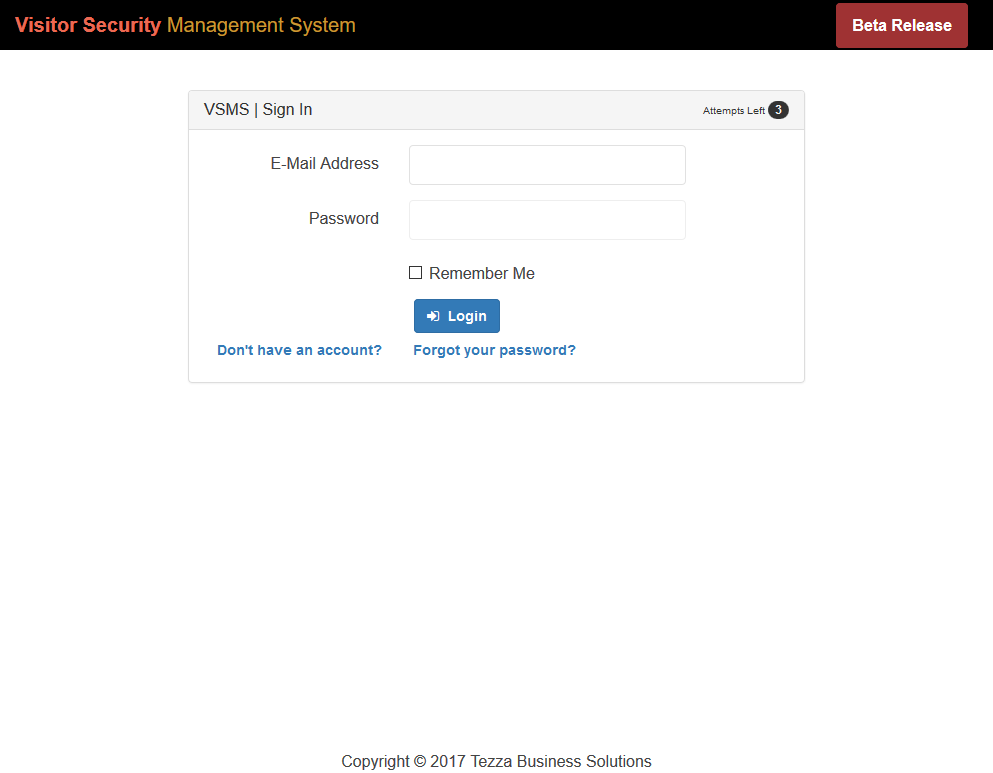 Visitor Security Management System
Beta Release
VSMS | Sign In
Attempts Left 3
E-Mail Address
Password
Remember Me
Login
Don't have an account?
Forgot your password?
Copyright © 2017 Tezza Business Solutions